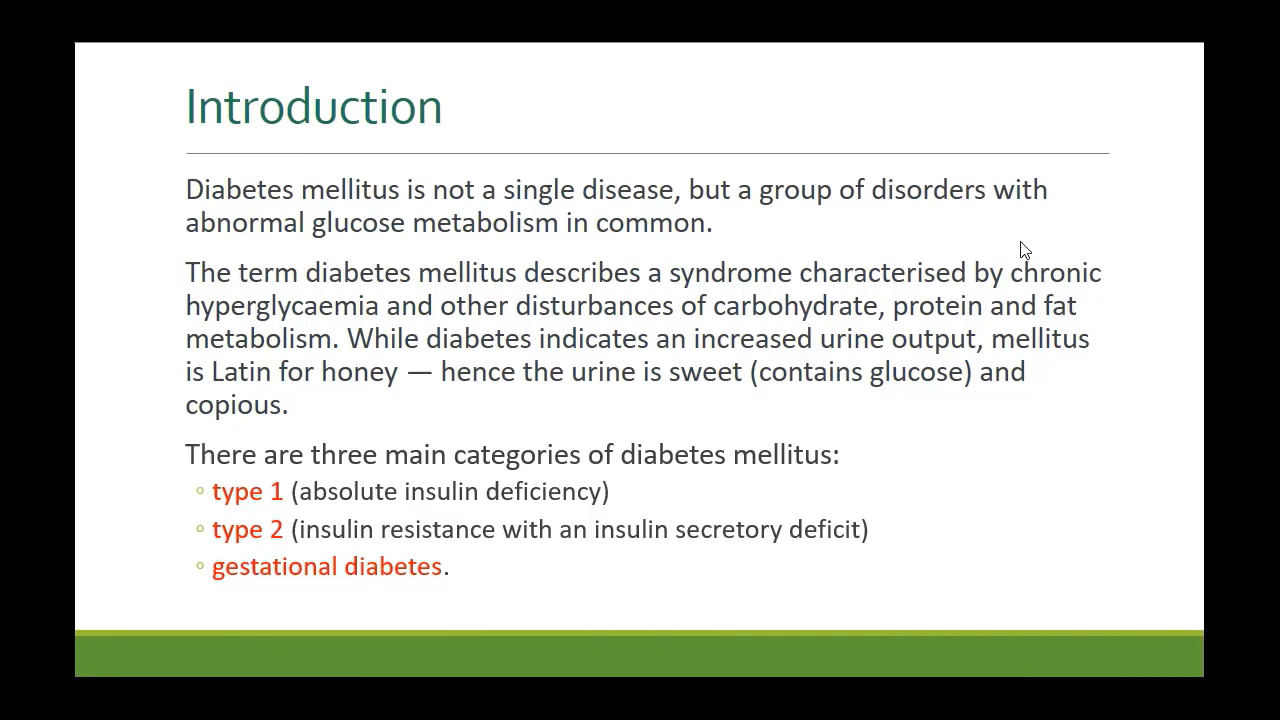 Introduction
Diabetes mellitus is not a single disease, but a group of disorders with
abnormal glucose metabolism in common.
The term diabetes mellitus describes a syndrome characterised by chronic
hyperglycaemia and other disturbances of carbohydrate, protein and fat
metabolism. While diabetes indicates an increased urine output, mellitus
is Latin for honey — hence the urine is sweet (contains glucose) and
copious.
There are three main categories of diabetes mellitus:
◦ type 1 (absolute insulin deficiency)
◦ type 2 (insulin resistance with an insulin secretory deficit)
◦ gestational diabetes.